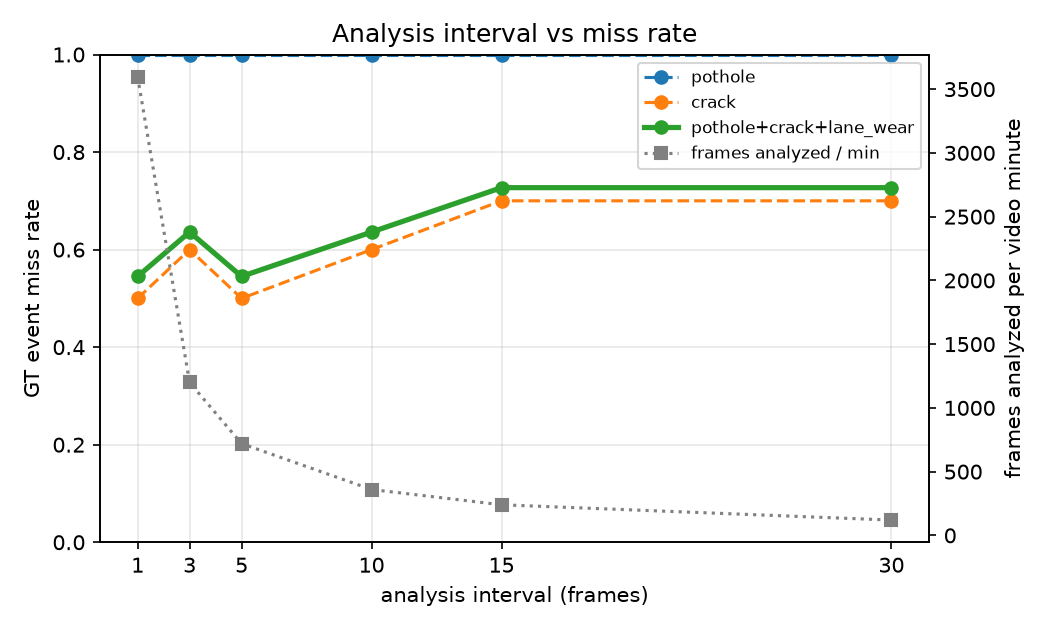 Analysis interval vs miss rate
GT event miss rate
1.0
0.8
0.6
0.4
0.2
0.0
pothole
crack
pothole+crack+lane_wear
frames analyzed / min
3500
3000
2500
2000
1500
1000
500
0
frames analyzed per video minute
1 3 5 10 15 30
analysis interval (frames)